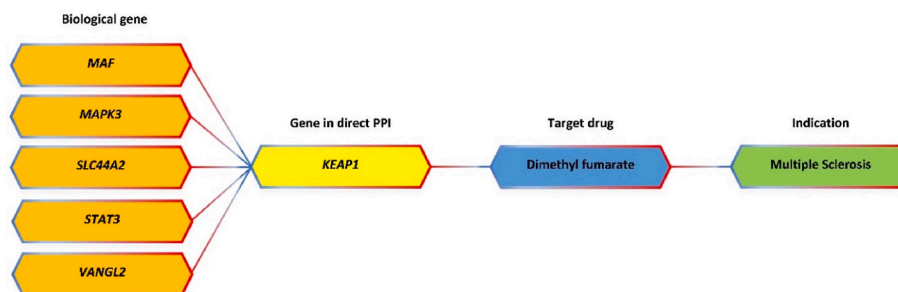 Biological gene
MAF
MAPK3
Gene in direct PPI
Target drug
Indication
SLC44A2
KEAP1
Dimethyl fumarate
Multiple Sclerosis
STAT3
VANGL2